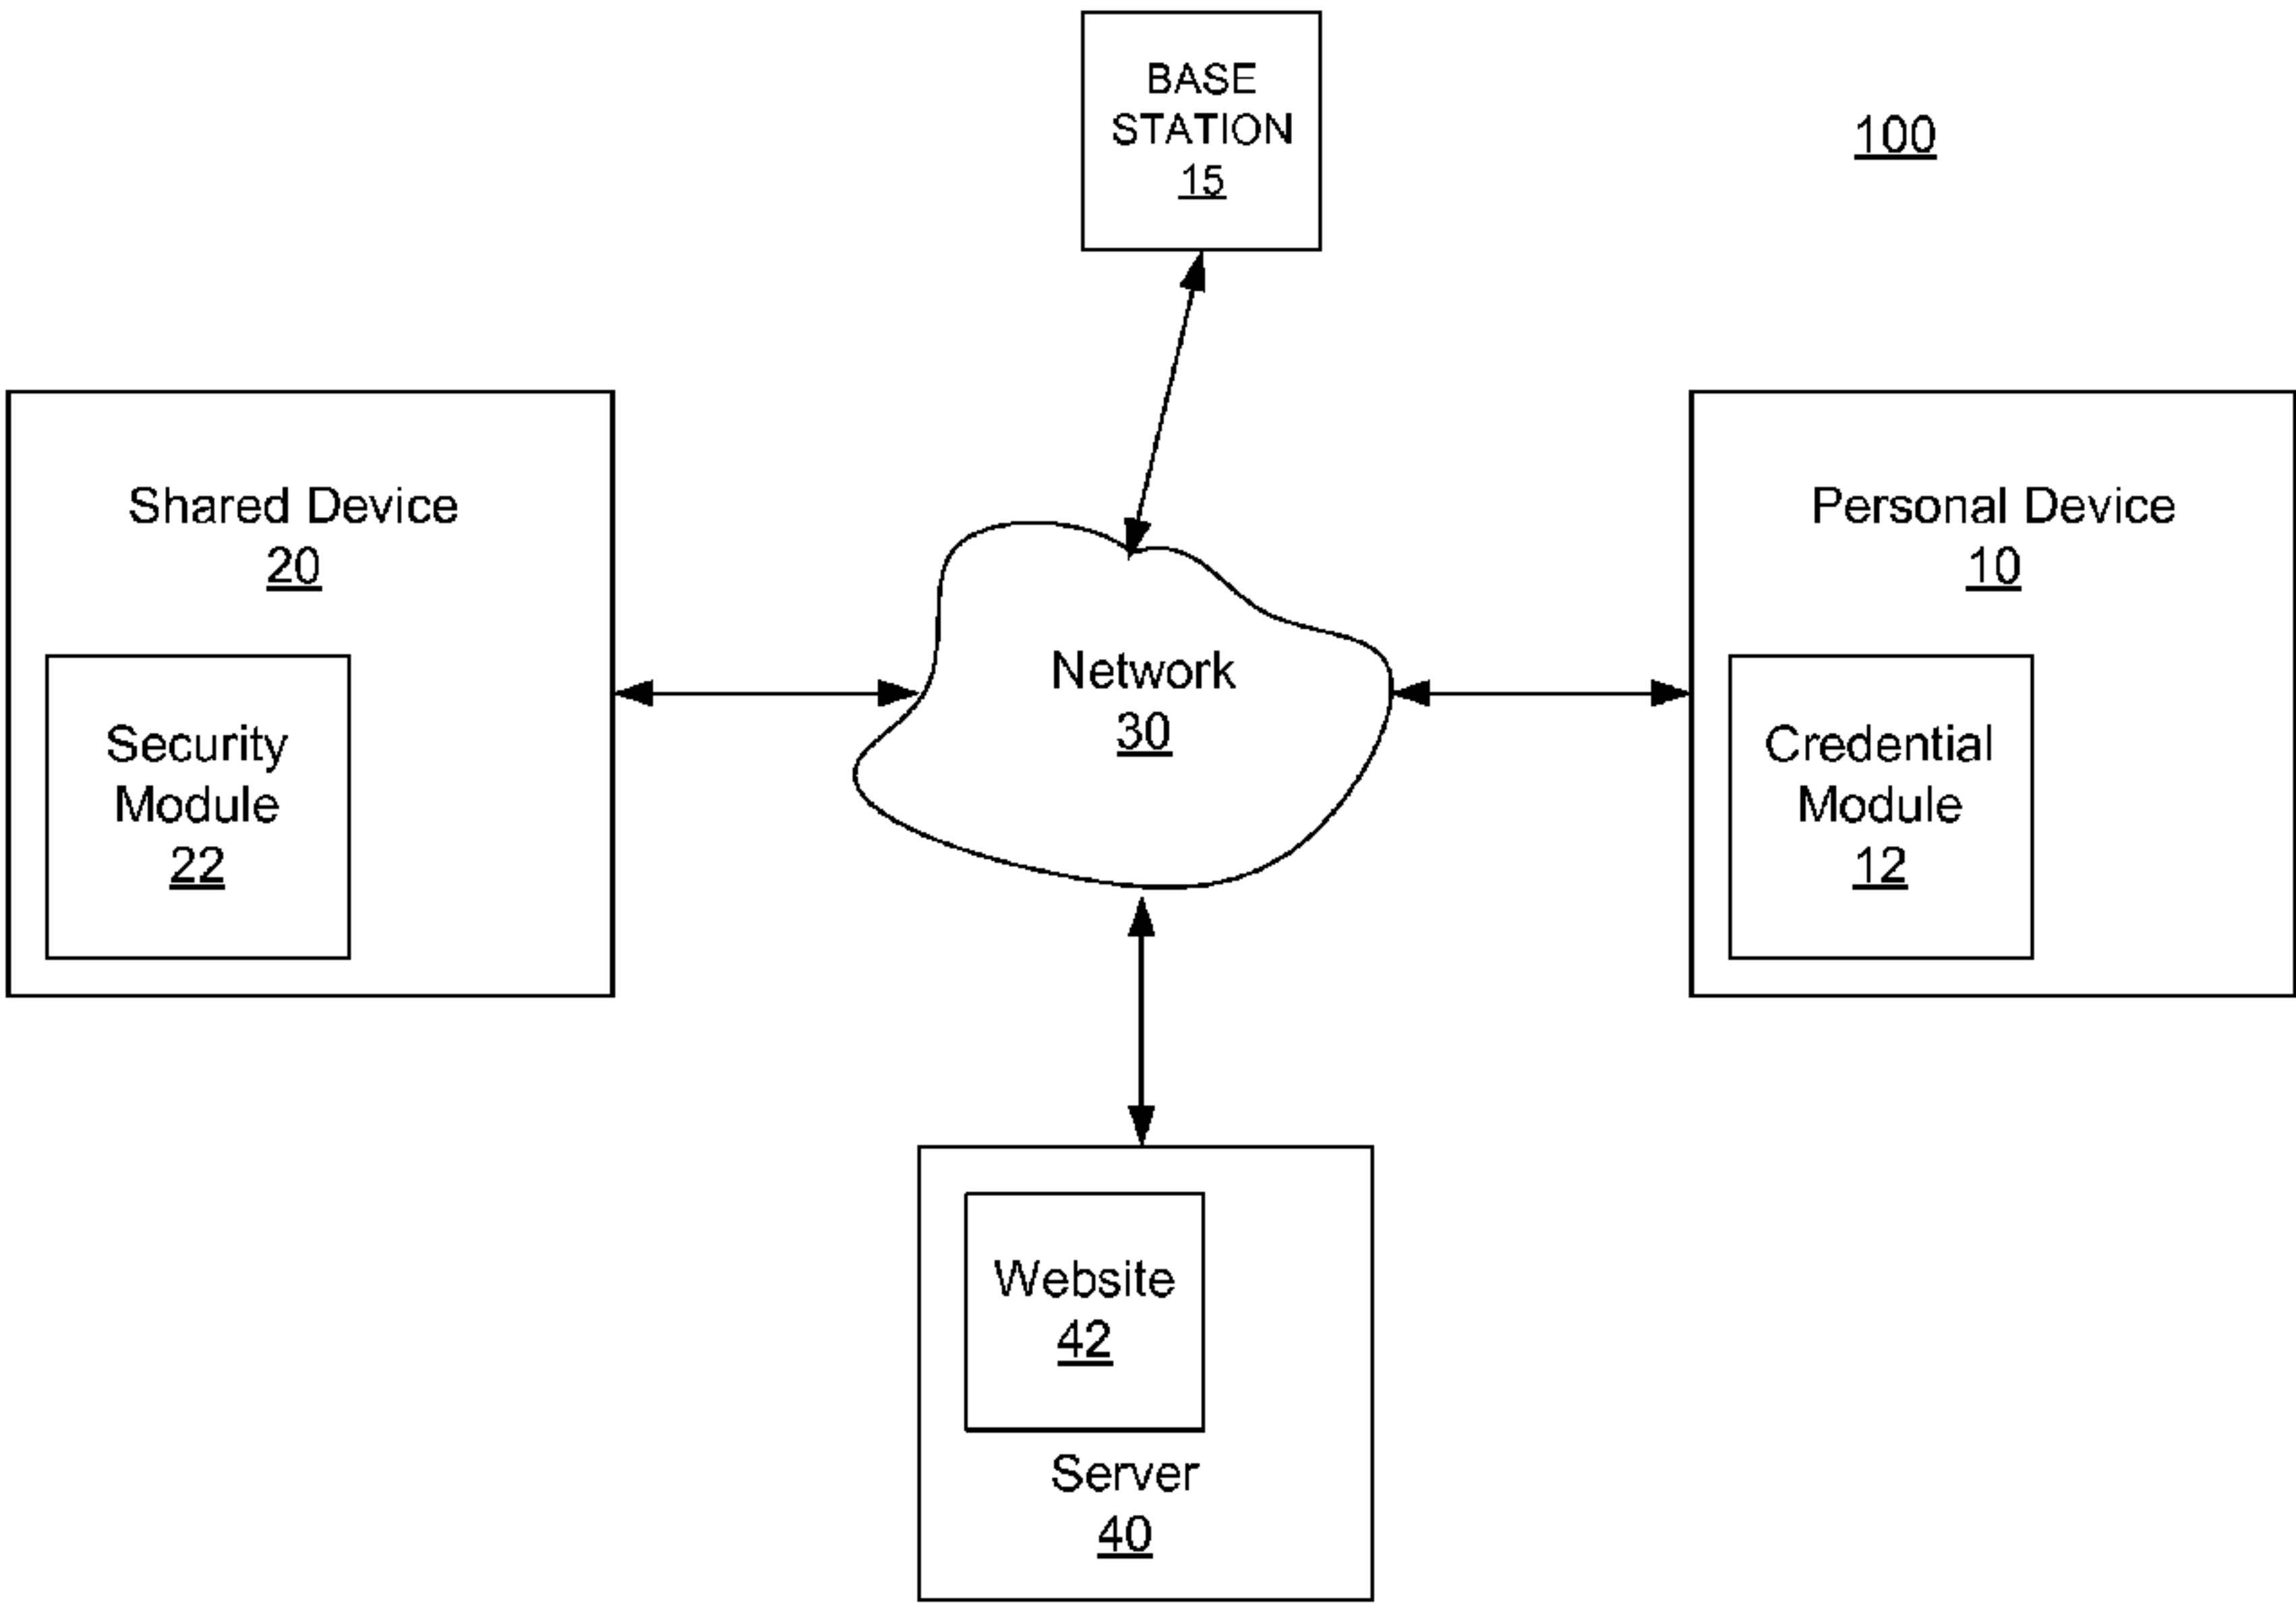 BASE
STATION
15
100
Shared Device
20
Security
Module
22
Network
30
Personal Device
10
Credential
Module
12
Website
42
Server
40